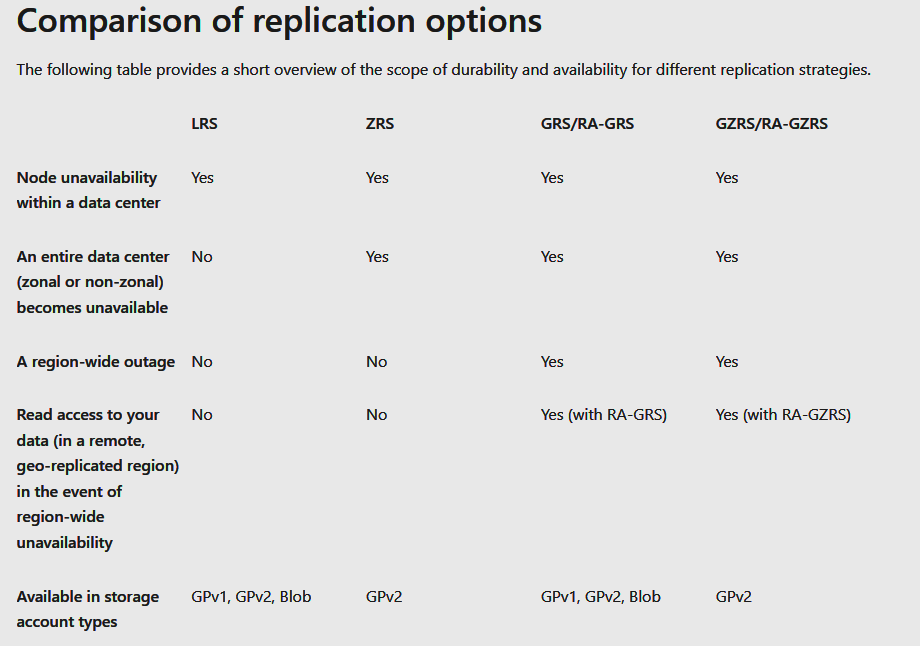 Comparison of replication options
The following table provides a short overview of the scope of durability and availability for different replication strategies.
LRS ZRS GRS/RA-GRS GZRS/RA-GZRS
Node unavailability Yes Yes Yes Yes
within a data center
An entire data center No Yes Yes Yes
(zonal or non-zonal)
becomes unavailable
A region-wide outage No No Yes Yes
Read access to your No No Yes (with RA-GRS) Yes (with RA-GZRS)
data (in a remote,
geo-replicated region)
in the event of
region-wide
unavailability
Available in storage GPv1, GPv2, Blob GPv2 GPv1, GPv2, Blob GPv2
account types